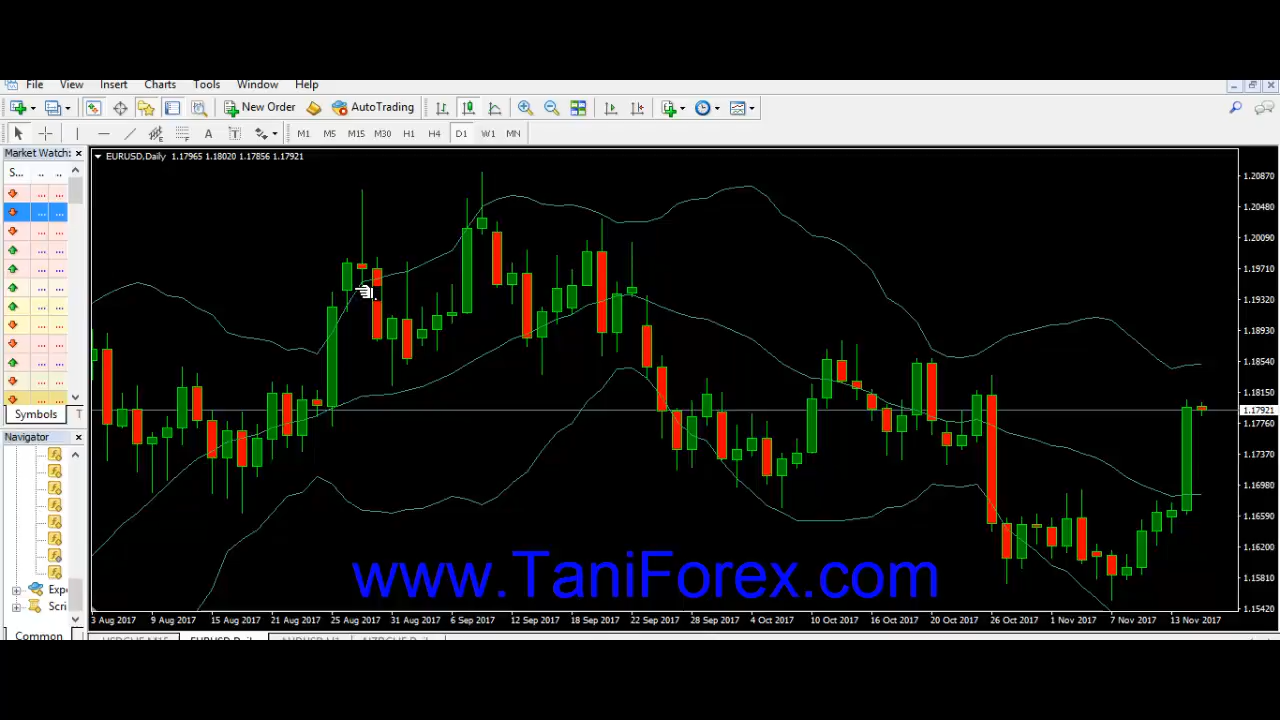 File View Insert Charts Tools Window Help
New Order AutoTrading
A T M1 M5 M15 M30 H1 H4 D1 W1 MN
Market Watch:
S... .. ..
EURUSD,Daily 1.17965 1.18020 1.17856 1.17921
1.20870
1.20480
1.20090
1.19710
1.19320
1.18930
1.18540
1.18150
1.17921
1.17760
1.17370
1.16980
1.16590
1.16200
1.15810
1.15420
Symbols T
Navigator
Exp
Scri
Common
www.TaniForex.com
3 Aug 2017 9 Aug 2017 15 Aug 2017 21 Aug 2017 25 Aug 2017 31 Aug 2017 6 Sep 2017 12 Sep 2017 18 Sep 2017 22 Sep 2017 28 Sep 2017 4 Oct 2017 10 Oct 2017 16 Oct 2017 20 Oct 2017 26 Oct 2017 1 Nov 2017 7 Nov 2017 13 Nov 2017